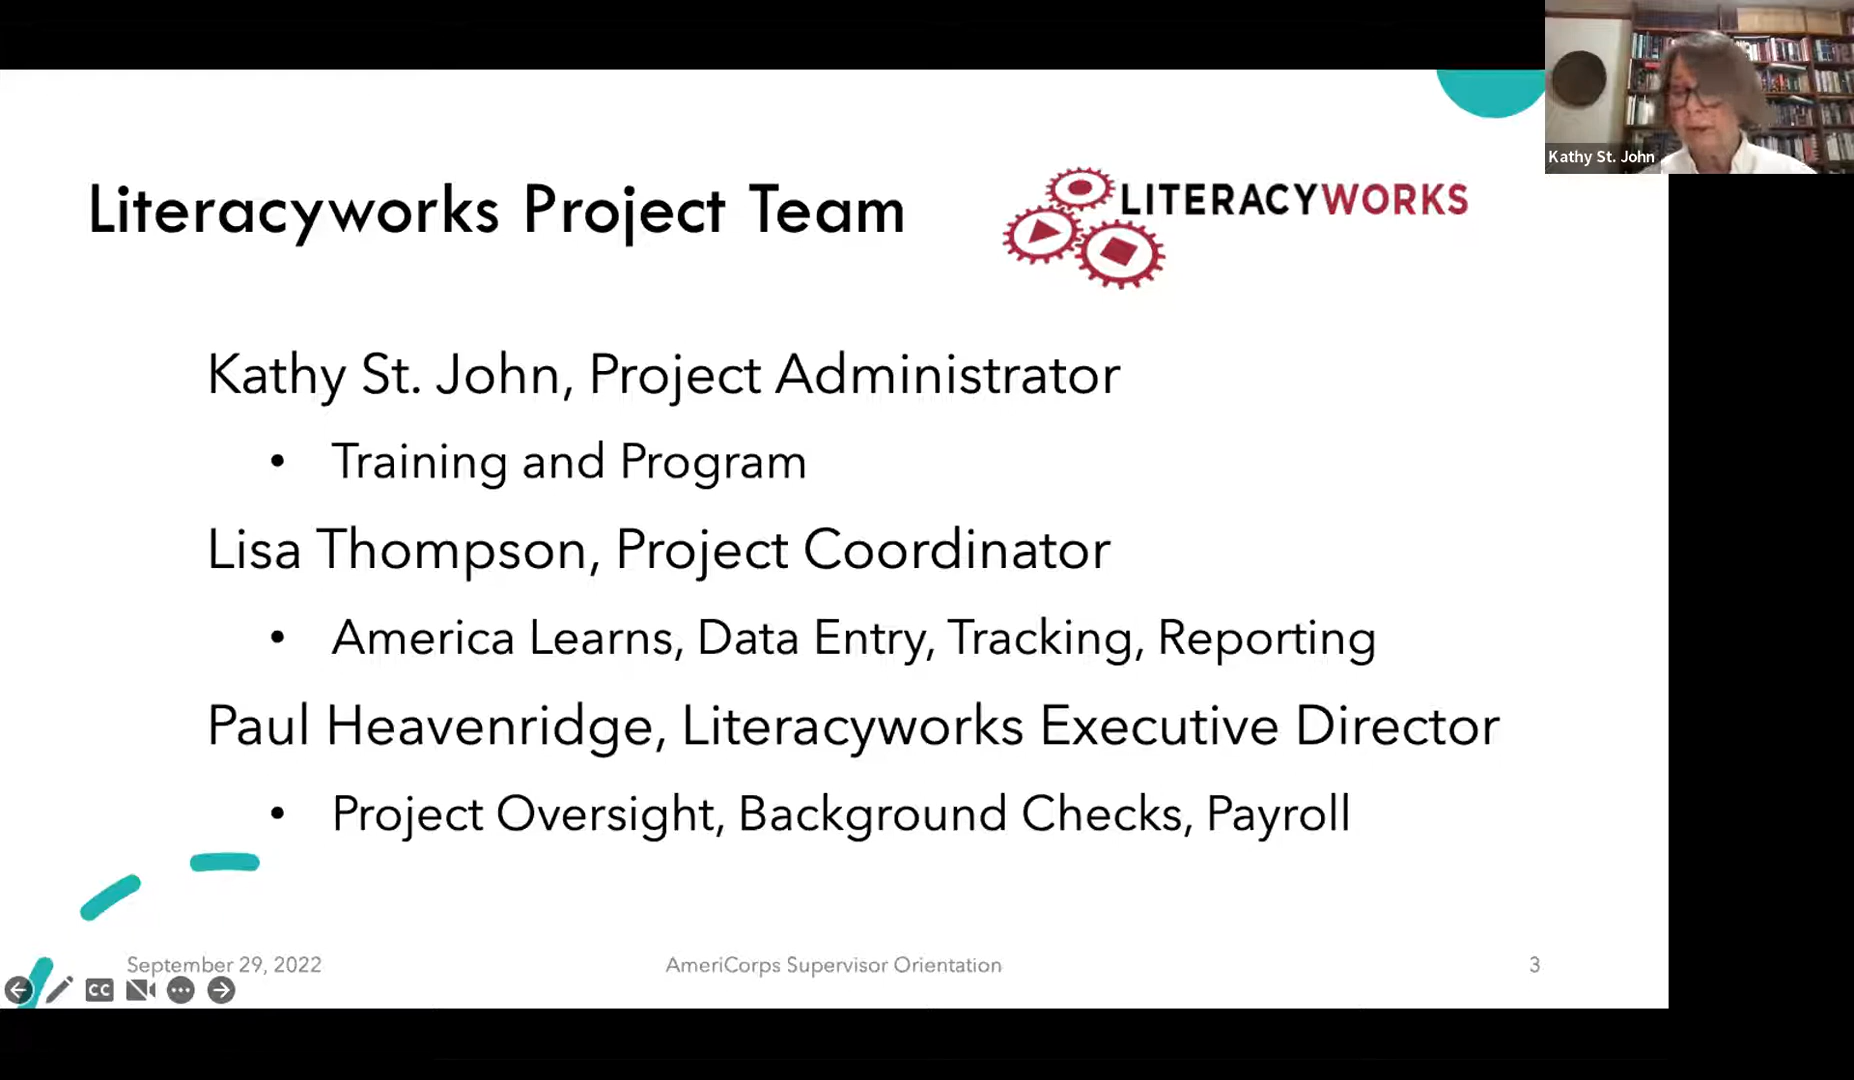 Kathy St. John
Literacyworks Project Team
LITERACYWORKS
Kathy St. John, Project Administrator
• Training and Program
Lisa Thompson, Project Coordinator
• America Learns, Data Entry, Tracking, Reporting
Paul Heavenridge, Literacyworks Executive Director
• Project Oversight, Background Checks, Payroll
September 29, 2022
AmeriCorps Supervisor Orientation
3
CC